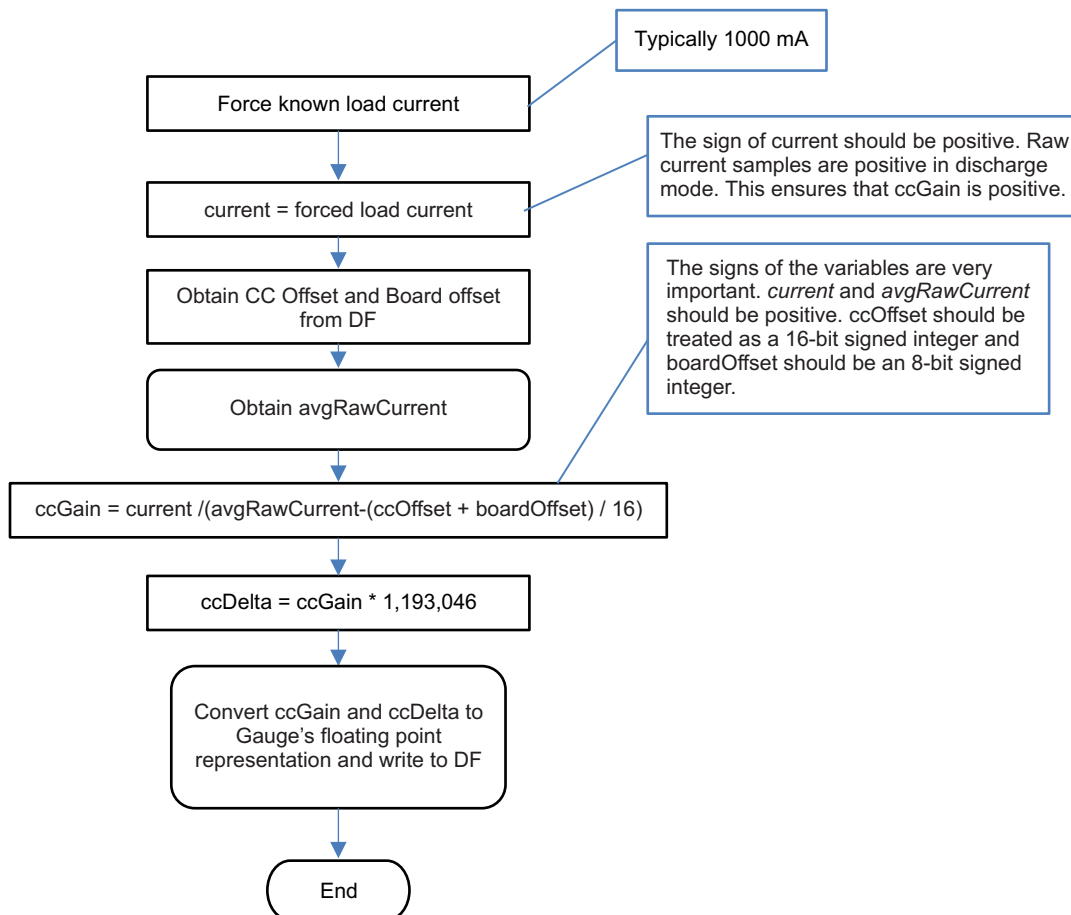 Typically 1000 mA
Force known load current
The sign of current should be positive. Raw
current samples are positive in discharge
mode. This ensures that ccGain is positive.
current = forced load current
The signs of the variables are very
important. current and avgRawCurrent
should be positive. ccOffset should be
treated as a 16-bit signed integer and
boardOffset should be an 8-bit signed
integer.
Obtain CC Offset and Board offset
from DF
Obtain avgRawCurrent
ccGain = current /(avgRawCurrent-(ccOffset + boardOffset) / 16)
ccDelta = ccGain * 1,193,046
Convert ccGain and ccDelta to
Gauge's floating point
representation and write to DF
End